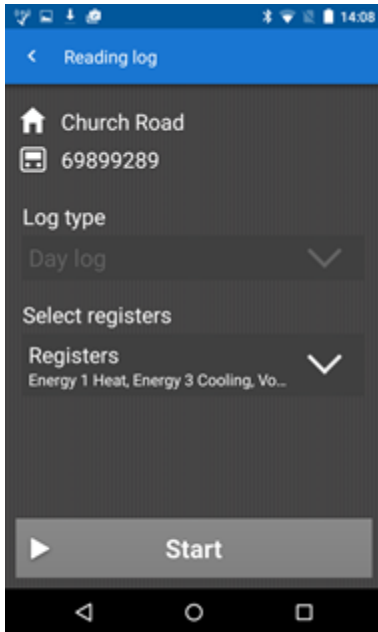 14:08
Reading log
Church Road
69899289
Log type
Day log
Select registers
Registers
Energy 1 Heat, Energy 3 Cooling, Vo...
Start